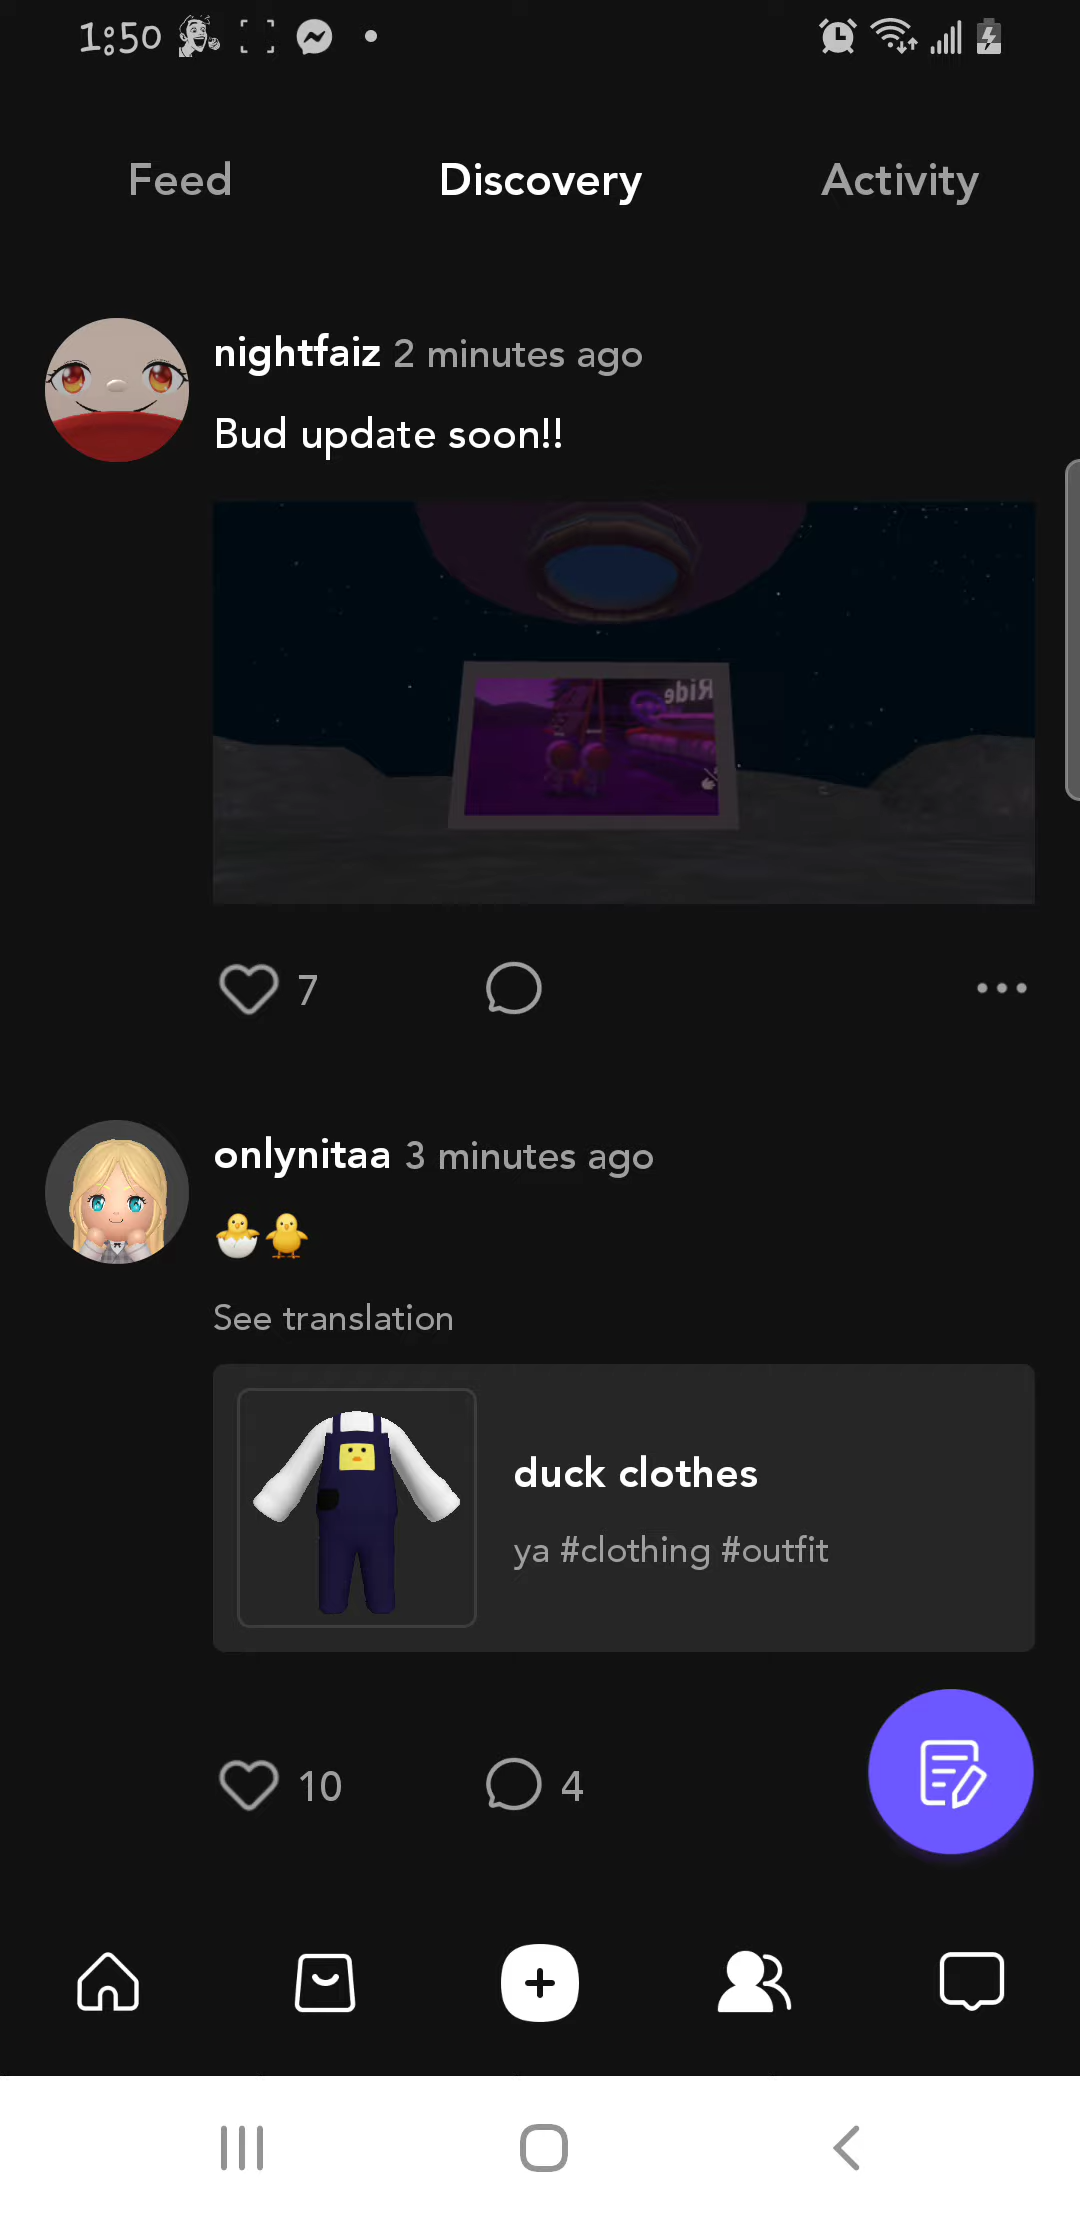 1:50
Feed Discovery Activity
nightfaiz 2 minutes ago
Bud update soon!!
Ride
7
onlynitaa 3 minutes ago
🐣🐥
See translation
duck clothes
ya #clothing #outfit
10 4